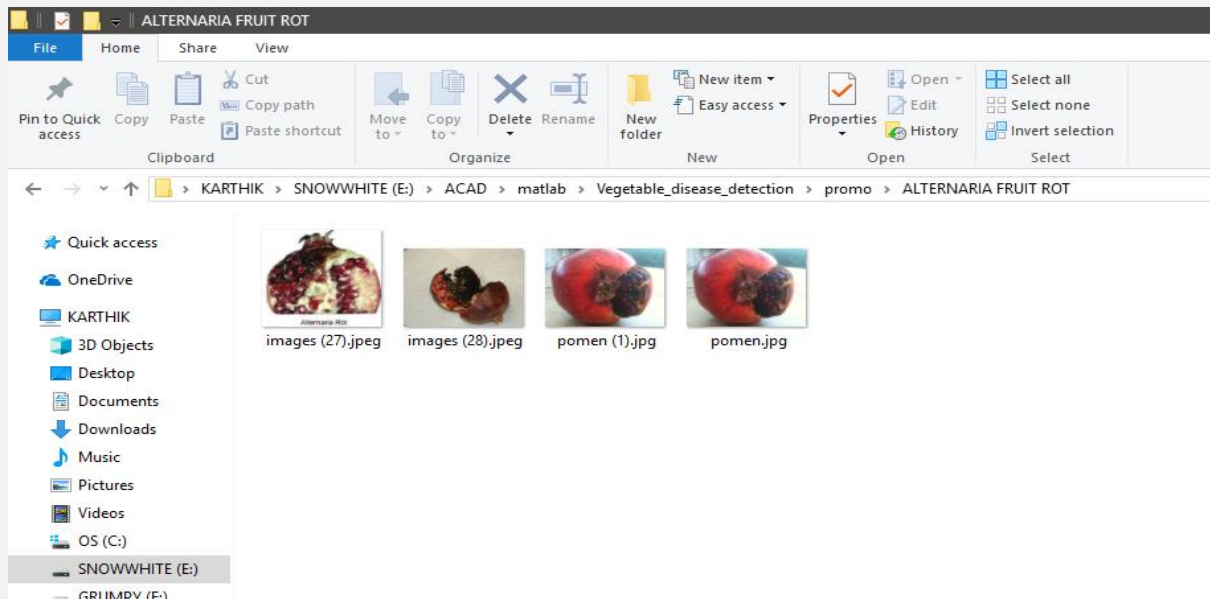 ALTERNARIA FRUIT ROT
File Home Share View
Pin to Quick access
Copy
Paste
Cut
Copy path
Paste shortcut
Clipboard
Move to
Copy to
Delete
Rename
Organize
New folder
New item
Easy access
New
Properties
Open
Edit
History
Open
Select all
Select none
Invert selection
Select
KARTHIK > SNOWWHITE (E:) > ACAD > matlab > Vegetable_disease_detection > promo > ALTERNARIA FRUIT ROT
Quick access
OneDrive
KARTHIK
3D Objects
Desktop
Documents
Downloads
Music
Pictures
Videos
OS (C:)
SNOWWHITE (E:)
Alternaria Rot
images (27).jpeg
images (28).jpeg
pomen (1).jpg
pomen.jpg